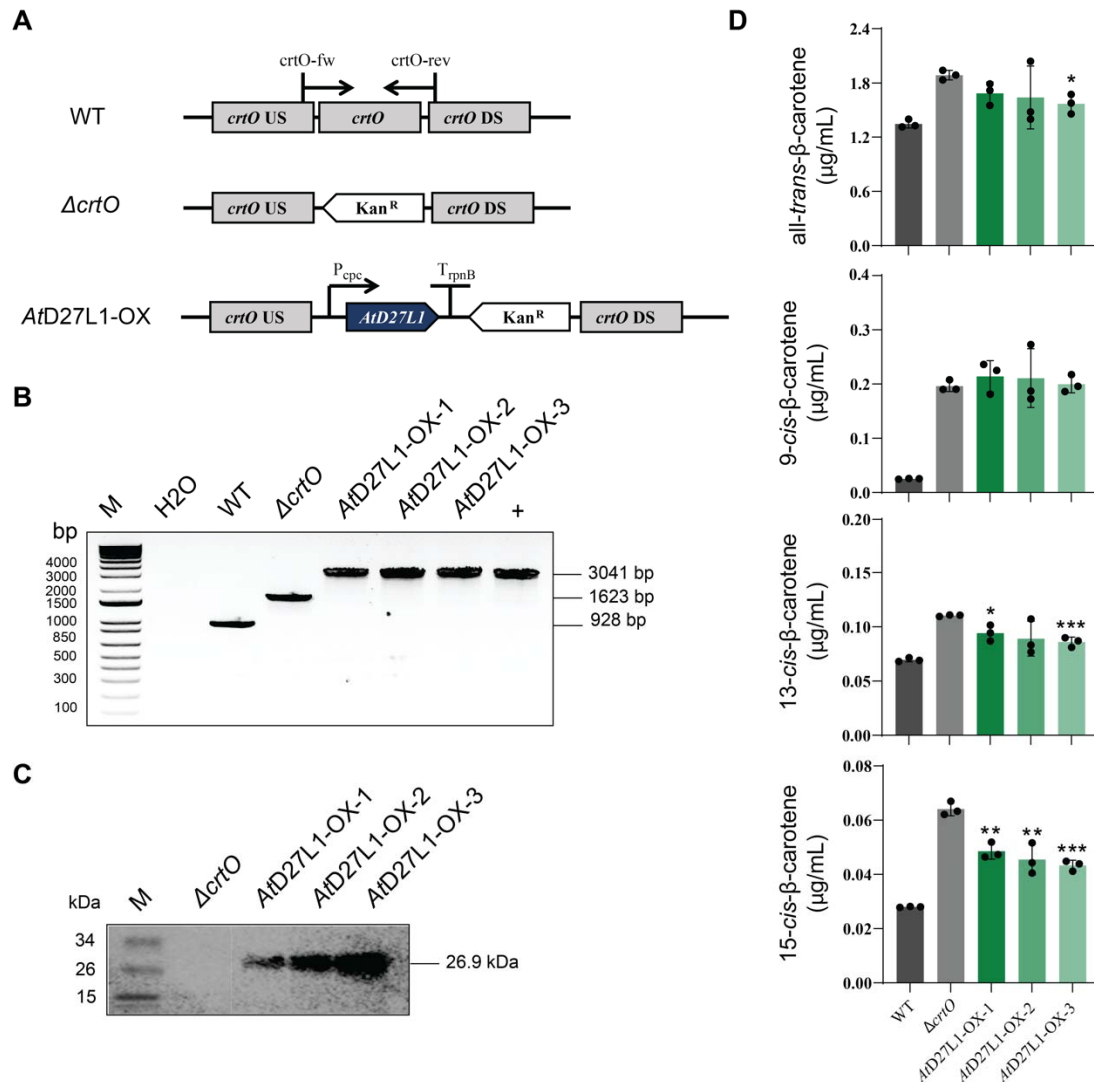 A
crtO-fw
crtO-rev
WT
crtO US
crtO
crtO DS
ΔcrtO
crtO US
Kan R
crtO DS
Pcpc
TrpnB
AtD27L1-OX
crtO US
AtD27L1
Kan R
crtO DS
B
M
H2O
WT
ΔcrtO
AtD27L1-OX-1
AtD27L1-OX-2
AtD27L1-OX-3
+
bp
4000
3000
2000
1500
1000
850
500
300
100
3041 bp
1623 bp
928 bp
C
kDa
M
ΔcrtO
AtD27L1-OX-1
AtD27L1-OX-2
AtD27L1-OX-3
34
26
15
26.9 kDa
D
all-trans-β-carotene
(µg/mL)
2.4
1.8
1.2
0.6
0.0
*
9-cis-β-carotene
(µg/mL)
0.4
0.3
0.2
0.1
0.0
13-cis-β-carotene
(µg/mL)
0.20
0.15
0.10
0.05
0.00
*
***
15-cis-β-carotene
(µg/mL)
0.08
0.06
0.04
0.02
0.00
**
**
***
WT
ΔcrtO
AtD27L1-OX-1
AtD27L1-OX-2
AtD27L1-OX-3